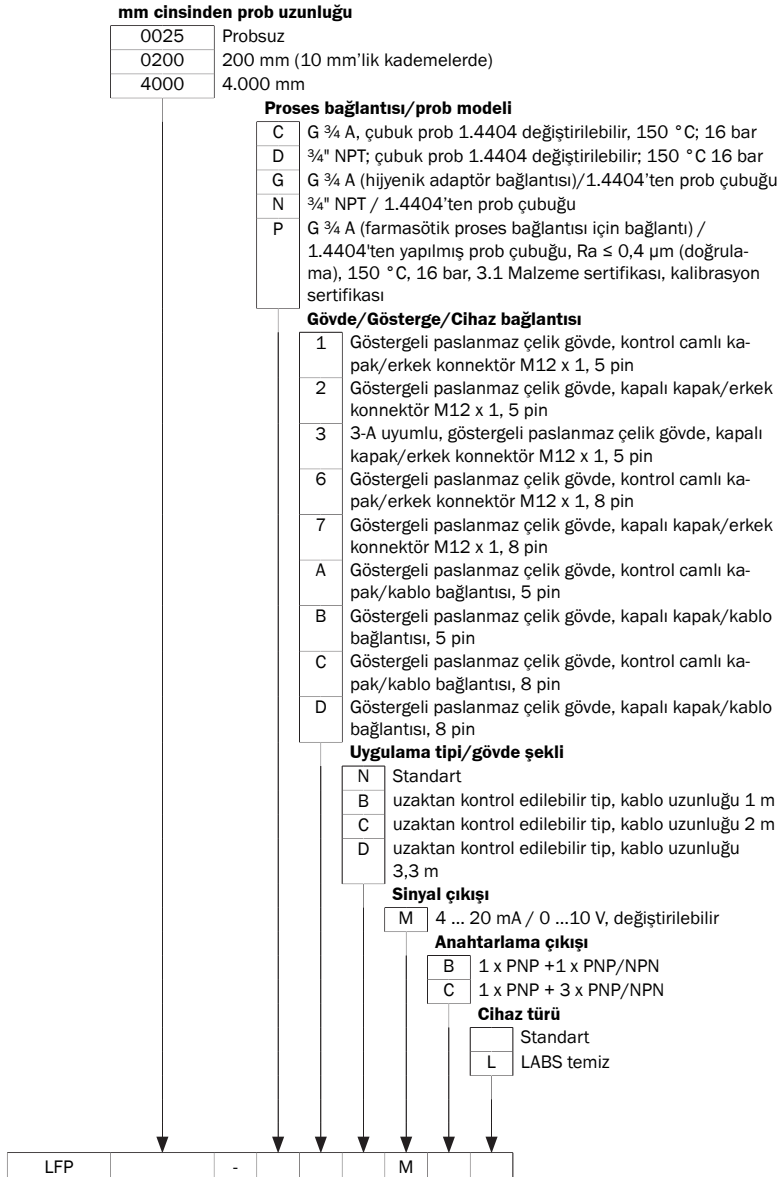 mm cinsinden prob uzunluğu
0025 Probsuz
0200 200 mm (10 mm’lik kademelerde)
4000 4.000 mm
Proses bağlantısı/prob modeli
C G ¾ A, çubuk prob 1.4404 değiştirilebilir, 150 °C; 16 bar
D ¾" NPT; çubuk prob 1.4404 değiştirilebilir; 150 °C 16 bar
G G ¾ A (hijyenik adaptör bağlantısı)/1.4404’ten prob çubuğu
N ¾" NPT / 1.4404’ten prob çubuğu
P G ¾ A (farmasötik proses bağlantısı için bağlantı) /
1.4404'ten yapılmış prob çubuğu, Ra ≤ 0,4 µm (doğrula-
ma), 150 °C, 16 bar, 3.1 Malzeme sertifikası, kalibrasyon
sertifikası
Gövde/Gösterge/Cihaz bağlantısı
1 Göstergeli paslanmaz çelik gövde, kontrol camlı ka-
pak/erkek konnektör M12 x 1, 5 pin
2 Göstergeli paslanmaz çelik gövde, kapalı kapak/erkek
konnektör M12 x 1, 5 pin
3 3-A uyumlu, göstergeli paslanmaz çelik gövde, kapalı
kapak/erkek konnektör M12 x 1, 5 pin
6 Göstergeli paslanmaz çelik gövde, kontrol camlı ka-
pak/erkek konnektör M12 x 1, 8 pin
7 Göstergeli paslanmaz çelik gövde, kapalı kapak/erkek
konnektör M12 x 1, 8 pin
A Göstergeli paslanmaz çelik gövde, kontrol camlı ka-
pak/kablo bağlantısı, 5 pin
B Göstergeli paslanmaz çelik gövde, kapalı kapak/kablo
bağlantısı, 5 pin
C Göstergeli paslanmaz çelik gövde, kontrol camlı ka-
pak/kablo bağlantısı, 8 pin
D Göstergeli paslanmaz çelik gövde, kapalı kapak/kablo
bağlantısı, 8 pin
Uygulama tipi/gövde şekli
N Standart
B uzaktan kontrol edilebilir tip, kablo uzunluğu 1 m
C uzaktan kontrol edilebilir tip, kablo uzunluğu 2 m
D uzaktan kontrol edilebilir tip, kablo uzunluğu
3,3 m
Sinyal çıkışı
M 4 ... 20 mA / 0 ...10 V, değiştirilebilir
Anahtarlama çıkışı
B 1 x PNP +1 x PNP/NPN
C 1 x PNP + 3 x PNP/NPN
Cihaz türü
Standart
L LABS temiz
LFP - M